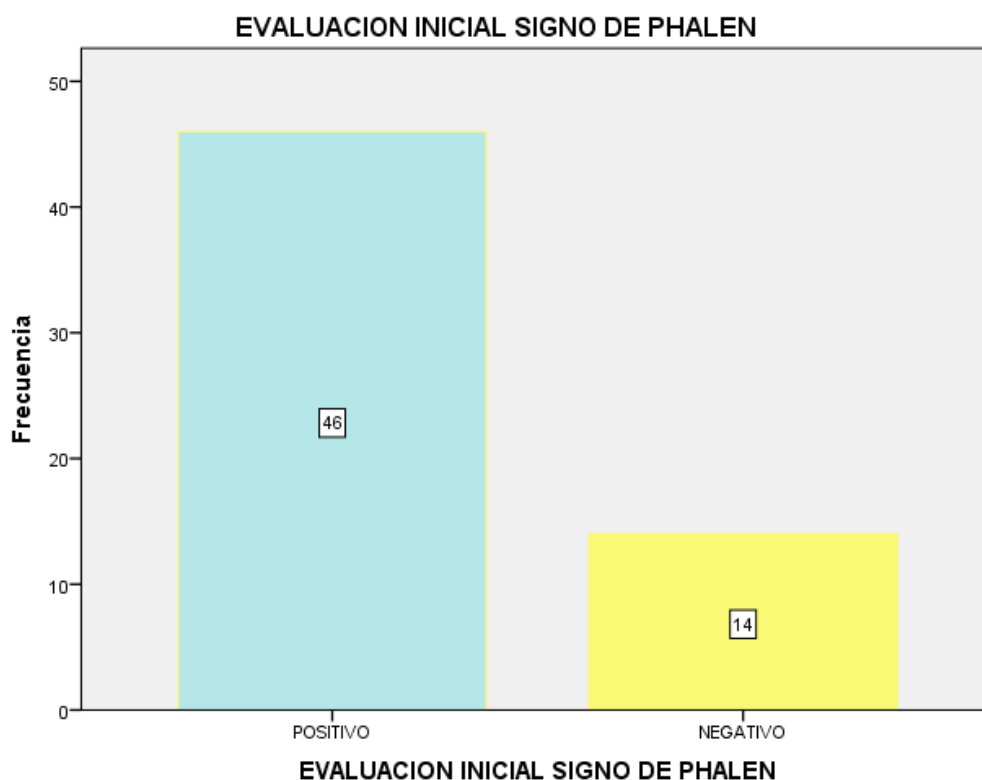 EVALUACION INICIAL SIGNO DE PHALEN
50
40
30
20
10
0
Frecuencia
46
14
POSITIVO
NEGATIVO
EVALUACION INICIAL SIGNO DE PHALEN